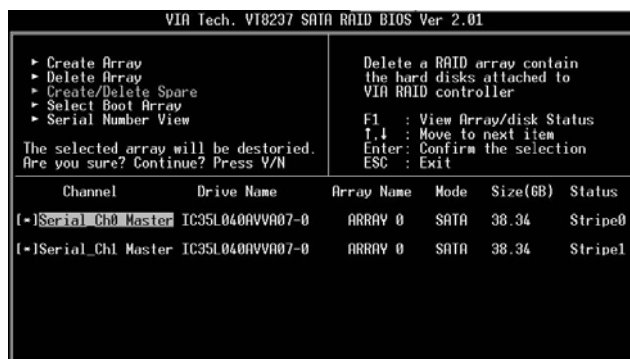 VIA Tech. VT8237 SATA RAID BIOS Ver 2.01
► Create Array
► Delete Array
► Create/Delete Spare
► Select Boot Array
► Serial Number View
The selected array will be destoried.
Are you sure? Continue? Press Y/N
Delete a RAID array contain
the hard disks attached to
VIA RAID controller
F1 : View Array/disk Status
↑,↓ : Move to next item
Enter: Confirm the selection
ESC : Exit
Channel Drive Name Array Name Mode Size(GB) Status
[*]Serial_Ch0 Master IC35L040AVVA07-0 ARRAY 0 SATA 38.34 Stripe0
[*]Serial_Ch1 Master IC35L040AVVA07-0 ARRAY 0 SATA 38.34 Stripe1